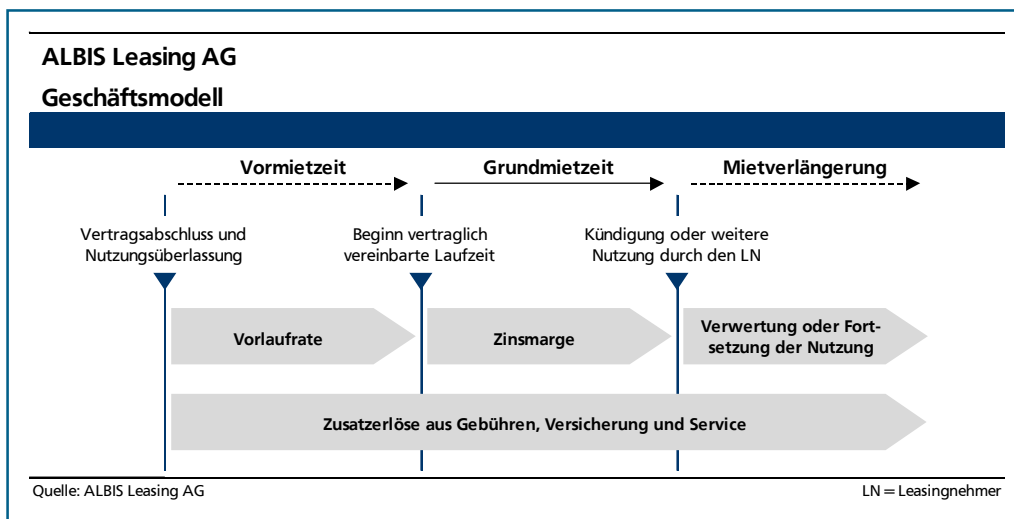 ALBIS Leasing AG
Geschäftsmodell
Vormietzeit
Grundmietzeit
Mietverlängerung
Vertragsabschluss und
Nutzungsüberlassung
Beginn vertraglich
vereinbarte Laufzeit
Kündigung oder weitere
Nutzung durch den LN
Vorlaufrate
Zinsmarge
Verwertung oder Fort-
setzung der Nutzung
Zusatzerlöse aus Gebühren, Versicherung und Service
Quelle: ALBIS Leasing AG
LN = Leasingnehmer